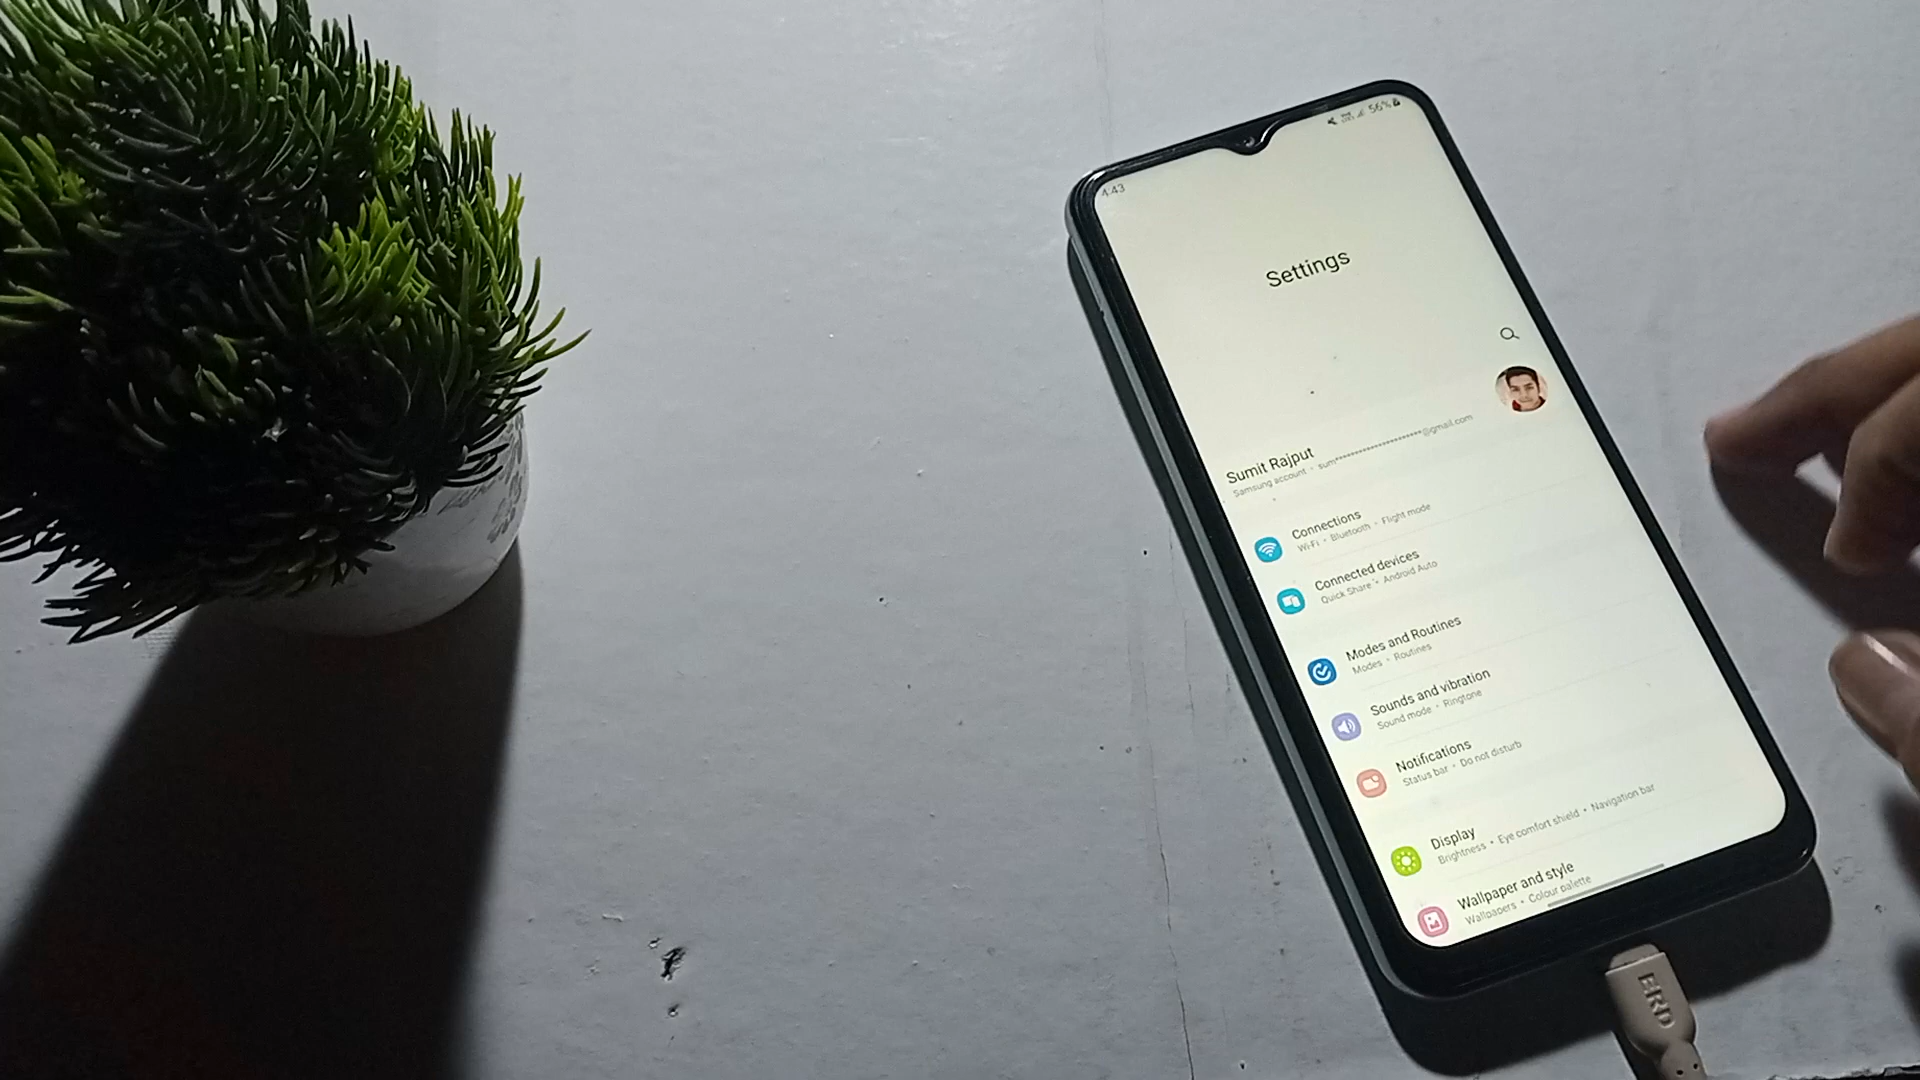 4:43
56%
Settings
Sumit Rajput
Samsung account • sum**********************@gmail.com
Connections
Wi-Fi • Bluetooth • Flight mode
Connected devices
Quick Share • Android Auto
Modes and Routines
Modes • Routines
Sounds and vibration
Sound mode • Ringtone
Notifications
Status bar • Do not disturb
Display
Brightness • Eye comfort shield • Navigation bar
Wallpaper and style
Wallpapers • Colour palette
ERD